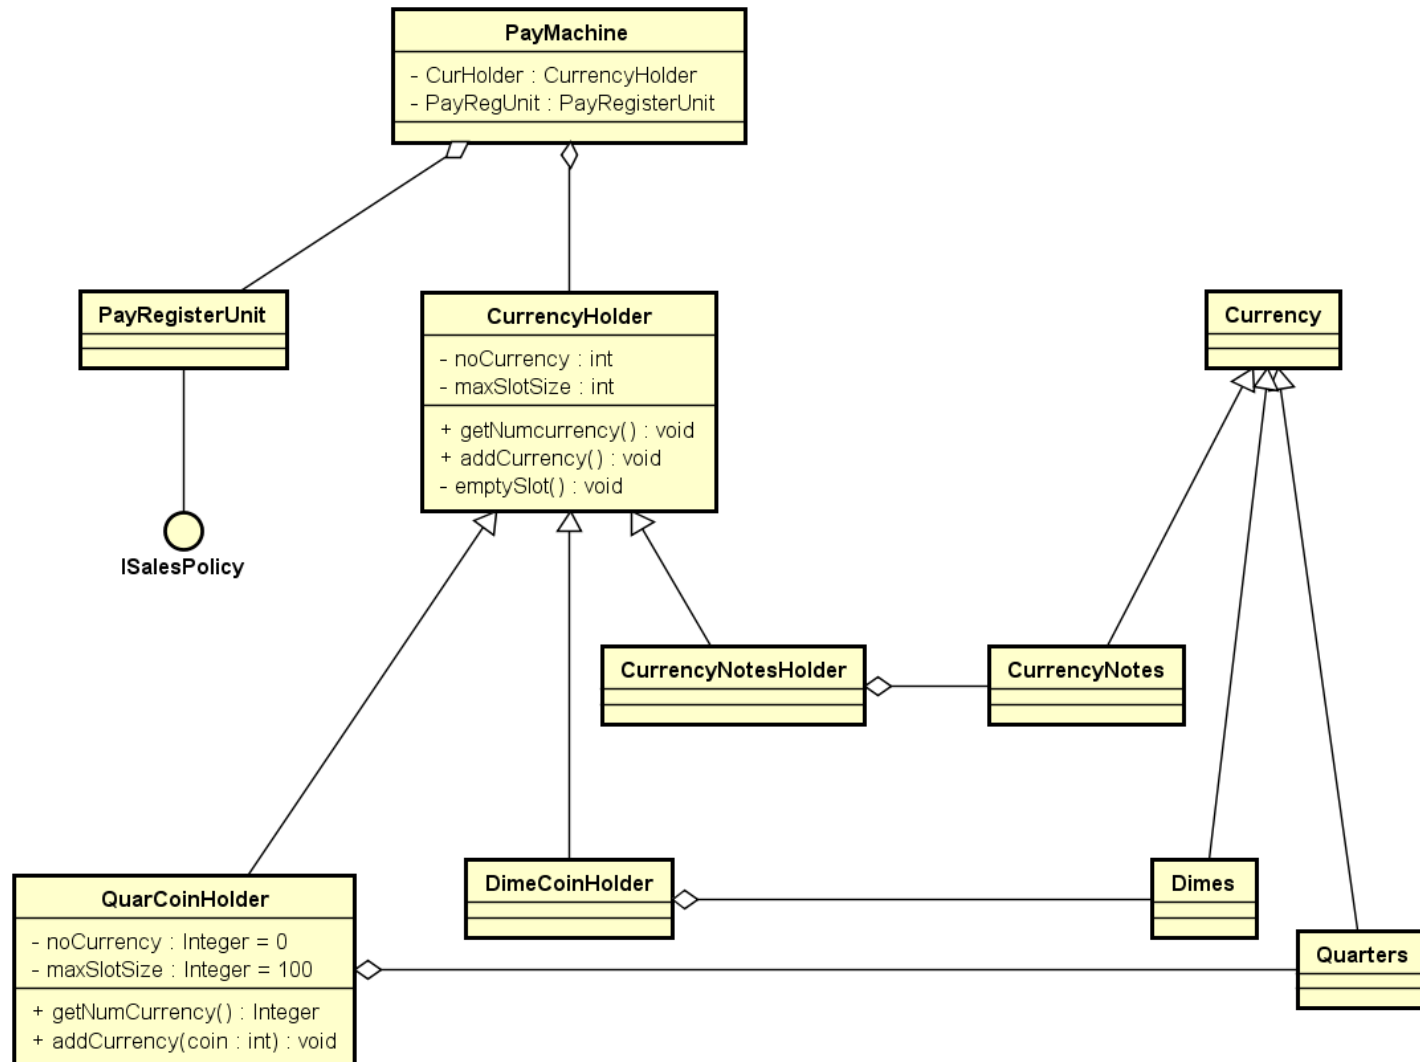 PayMachine
- CurHolder : CurrencyHolder
- PayRegUnit : PayRegisterUnit
PayRegisterUnit
CurrencyHolder
- noCurrency : int
- maxSlotSize : int
+ getNumcurrency() : void
+ addCurrency() : void
- emptySlot() : void
Currency
ISalesPolicy
CurrencyNotesHolder
CurrencyNotes
QuarCoinHolder
- noCurrency : Integer = 0
- maxSlotSize : Integer = 100
+ getNumCurrency() : Integer
+ addCurrency(coin : int) : void
DimeCoinHolder
Dimes
Quarters